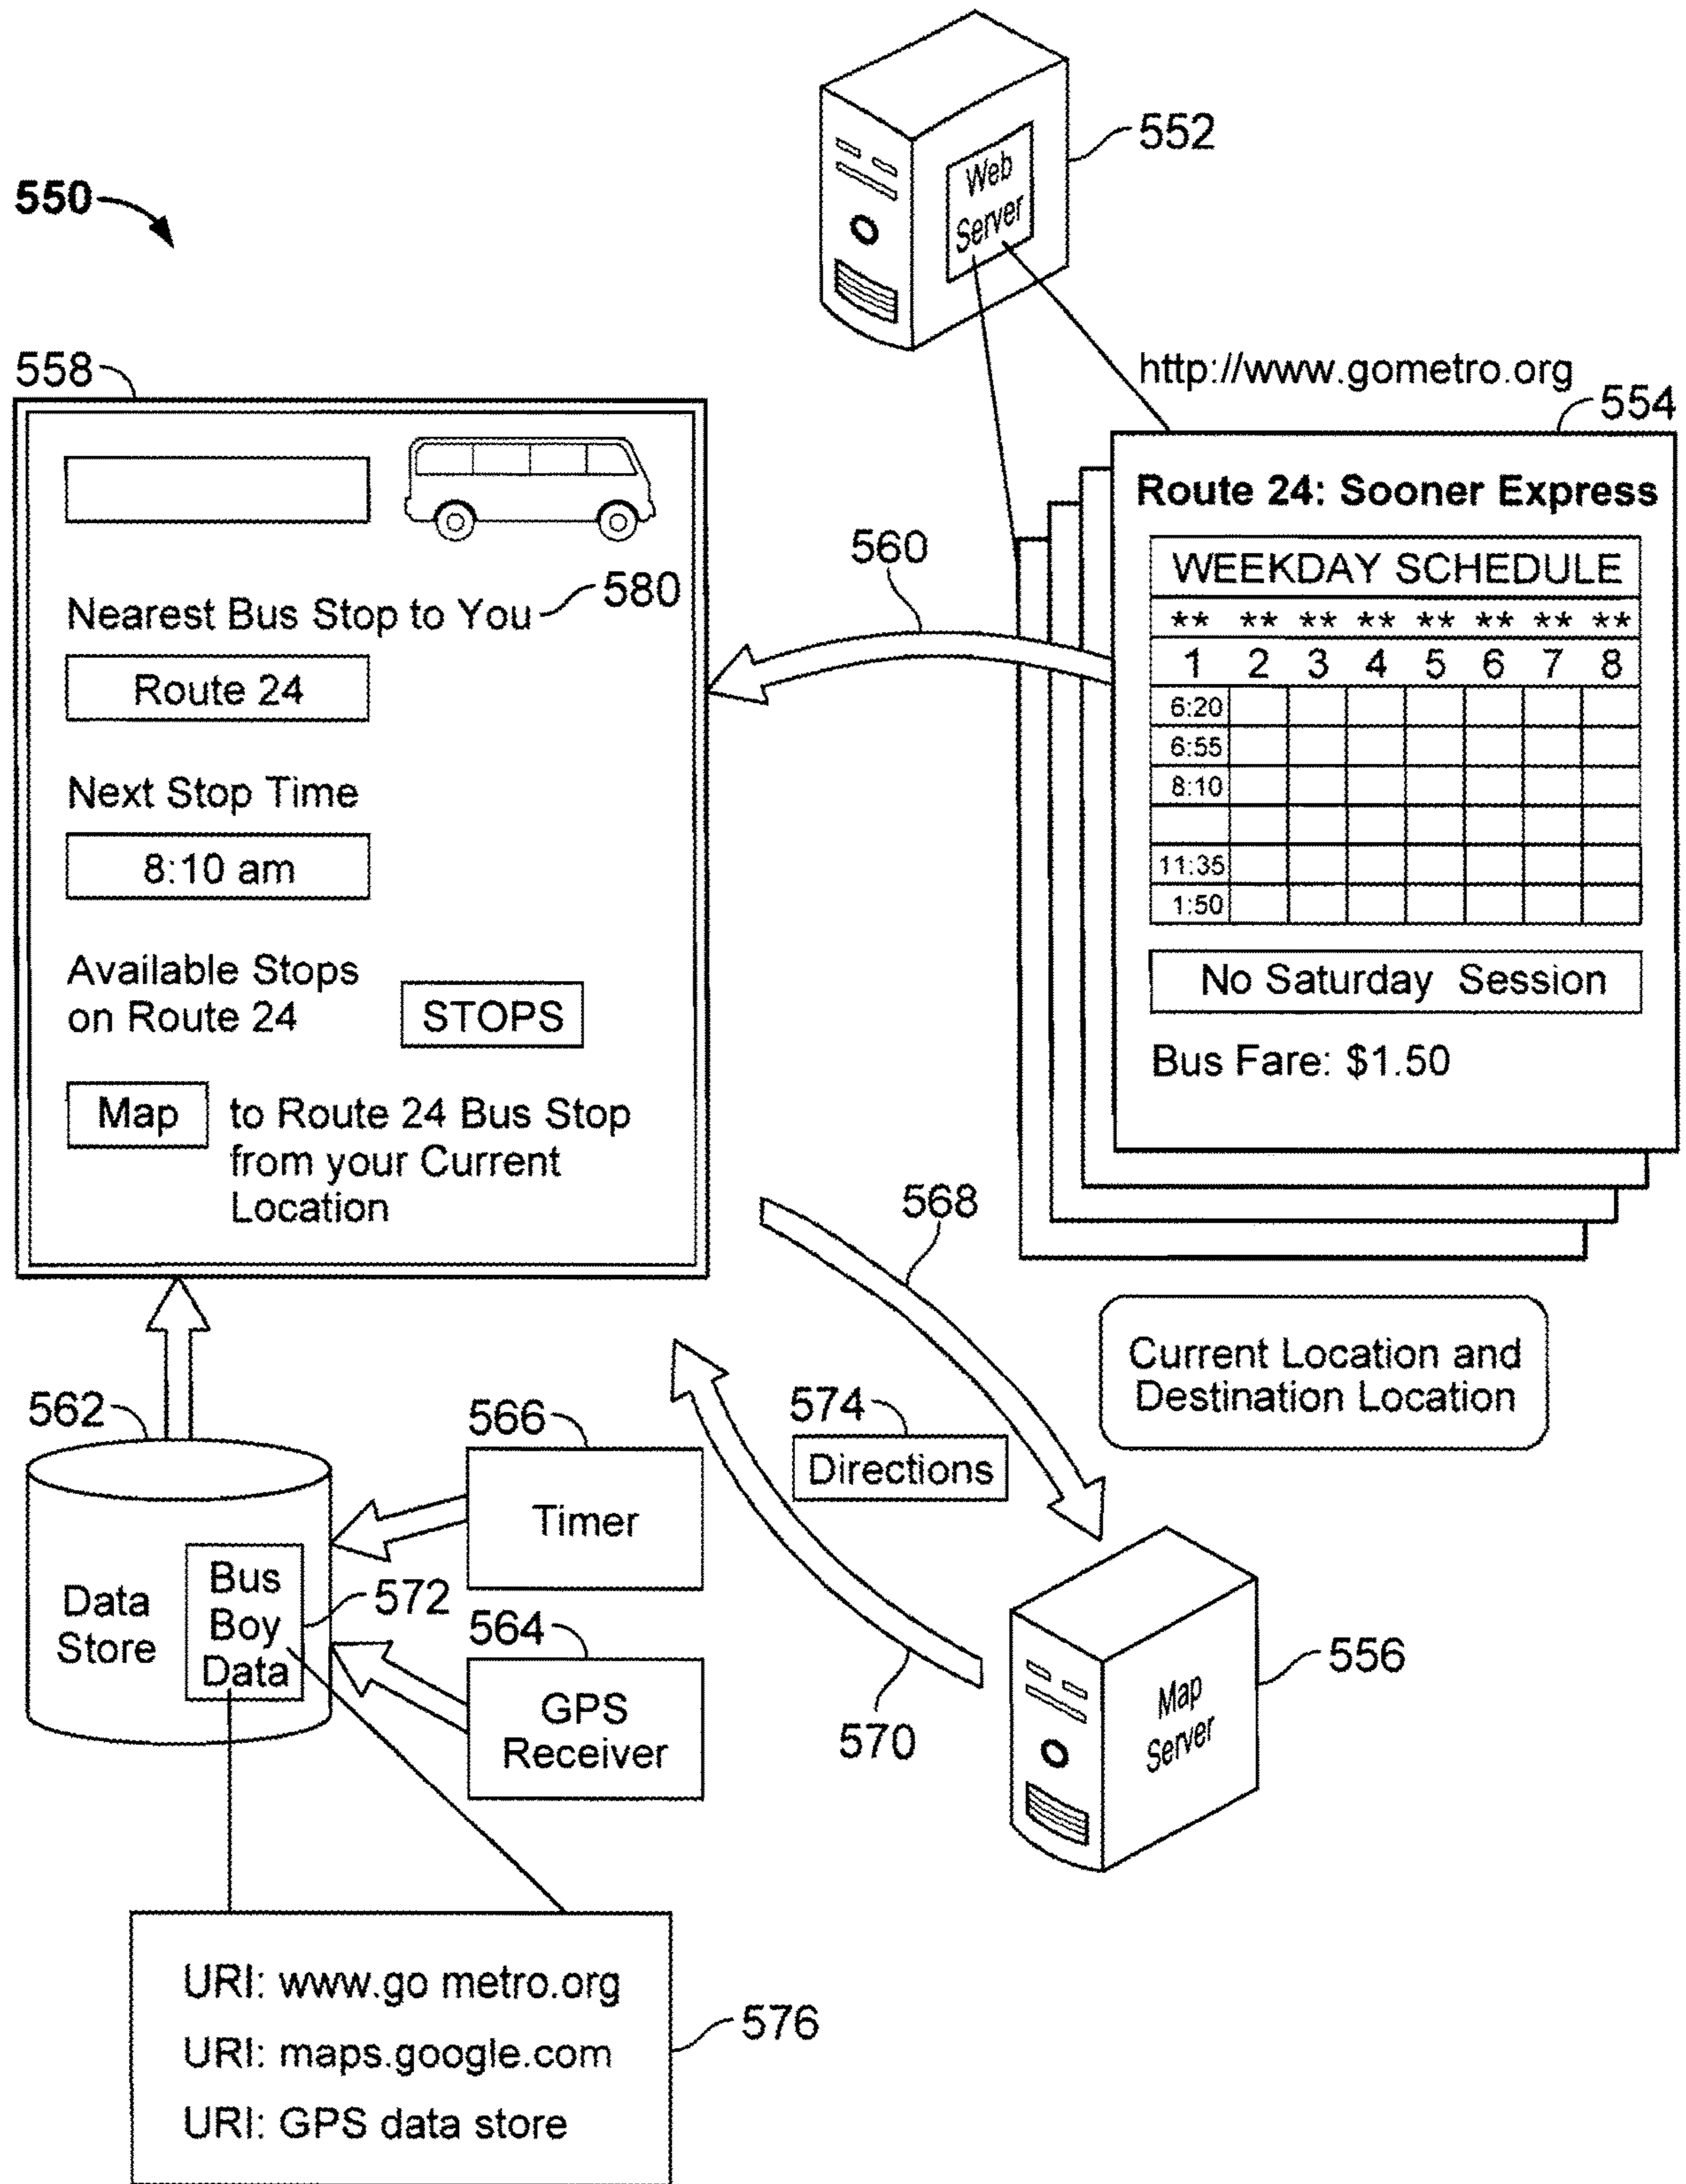 552
Web
Server
550
http://www.gometro.org
558
554
Route 24: Sooner Express
WEEKDAY SCHEDULE
** ** ** ** ** ** ** **
1 2 3 4 5 6 7 8
6:20
6:55
8:10
11:35
1:50
No Saturday Session
Bus Fare: $1.50
560
Nearest Bus Stop to You
580
Route 24
Next Stop Time
8:10 am
Available Stops
on Route 24
STOPS
Map
to Route 24 Bus Stop
from your Current
Location
568
Current Location and
Destination Location
562
566
574
Directions
Timer
Data
Store
Bus
Boy
Data
572
564
GPS
Receiver
570
556
Map
Server
URI: www.go metro.org
URI: maps.google.com
URI: GPS data store
576